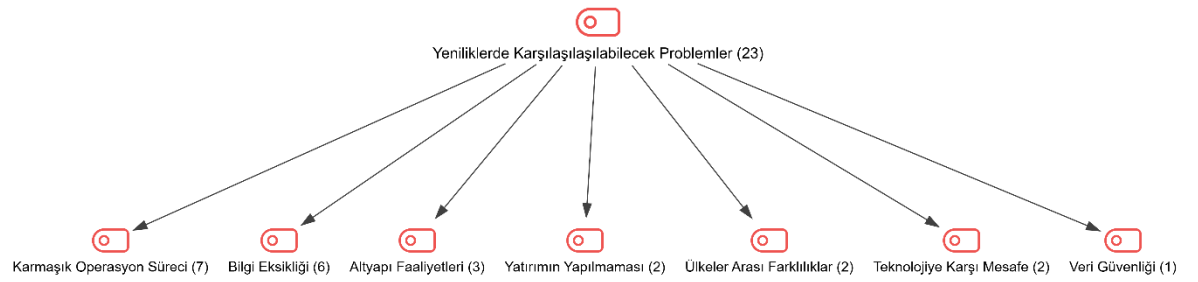 Yeniliklerde Karşılaşılaşılabilecek Problemler (23)
Karmaşık Operasyon Süreci (7)
Bilgi Eksikliği (6)
Altyapı Faaliyetleri (3)
Yatırımın Yapılmaması (2)
Ülkeler Arası Farklılıklar (2)
Teknolojiye Karşı Mesafe (2)
Veri Güvenliği (1)